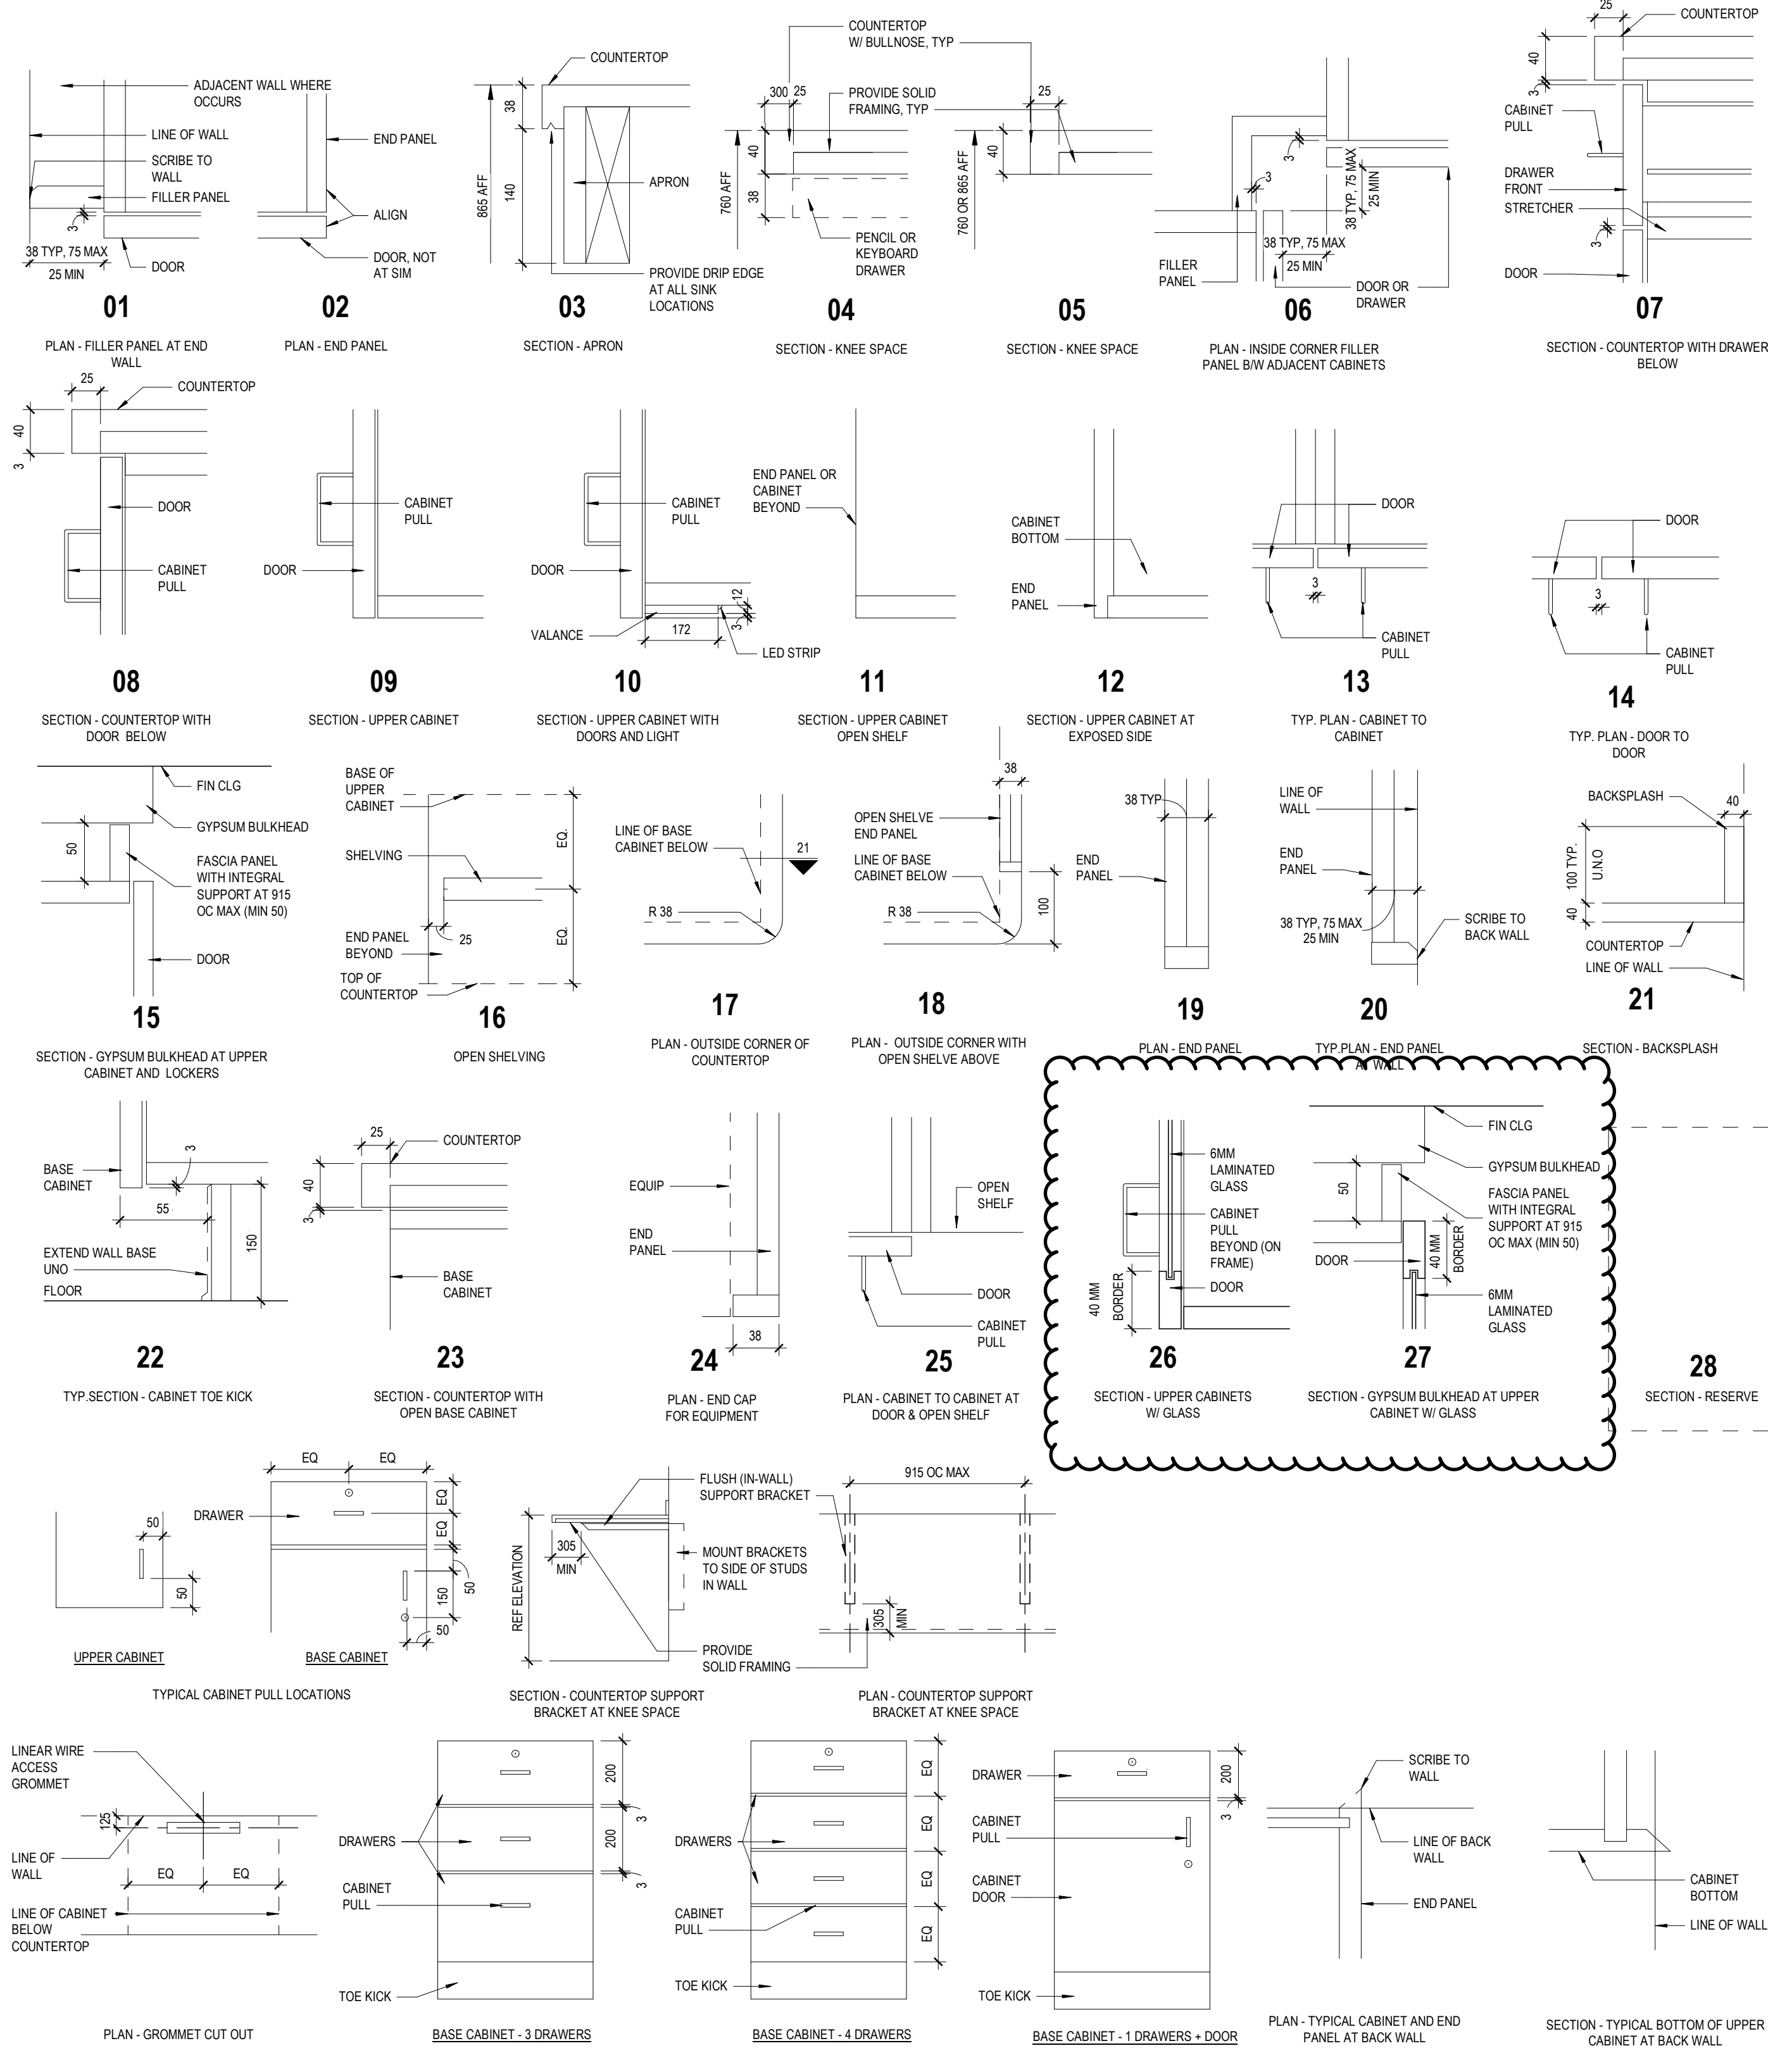 ADJACENT WALL WHERE
OCCURS
LINE OF WALL
SCRIBE TO
WALL
FILLER PANEL
3
38 TYP, 75 MAX
25 MIN
DOOR
01
PLAN - FILLER PANEL AT END
WALL
END PANEL
ALIGN
DOOR, NOT
AT SIM
02
PLAN - END PANEL
COUNTERTOP
38
865 AFF
140
APRON
PROVIDE DRIP EDGE
AT ALL SINK
LOCATIONS
03
SECTION - APRON
COUNTERTOP
W/ BULLNOSE, TYP
300
25
PROVIDE SOLID
FRAMING, TYP
40
760 AFF
38
PENCIL OR
KEYBOARD
DRAWER
04
SECTION - KNEE SPACE
25
40
760 OR 865 AFF
05
SECTION - KNEE SPACE
3
3
38 TYP, 75 MAX
25 MIN
38 TYP, 75 MAX
25 MIN
FILLER
PANEL
DOOR OR
DRAWER
06
PLAN - INSIDE CORNER FILLER
PANEL B/W ADJACENT CABINETS
25
COUNTERTOP
40
3
CABINET
PULL
DRAWER
FRONT
STRETCHER
3
DOOR
07
SECTION - COUNTERTOP WITH DRAWER
BELOW
25
COUNTERTOP
40
3
DOOR
CABINET
PULL
08
SECTION - COUNTERTOP WITH
DOOR BELOW
CABINET
PULL
DOOR
09
SECTION - UPPER CABINET
CABINET
PULL
DOOR
12
3
VALANCE
172
LED STRIP
10
SECTION - UPPER CABINET WITH
DOORS AND LIGHT
END PANEL OR
CABINET
BEYOND
11
SECTION - UPPER CABINET
OPEN SHELF
CABINET
BOTTOM
END
PANEL
12
SECTION - UPPER CABINET AT
EXPOSED SIDE
DOOR
3
CABINET
PULL
13
TYP. PLAN - CABINET TO
CABINET
DOOR
3
CABINET
PULL
14
TYP. PLAN - DOOR TO
DOOR
FIN CLG
GYPSUM BULKHEAD
50
FASCIA PANEL
WITH INTEGRAL
SUPPORT AT 915
OC MAX (MIN 50)
DOOR
15
SECTION - GYPSUM BULKHEAD AT UPPER
CABINET AND LOCKERS
BASE OF
UPPER
CABINET
EQ.
SHELVING
25
EQ.
END PANEL
BEYOND
TOP OF
COUNTERTOP
16
OPEN SHELVING
LINE OF BASE
CABINET BELOW
21
R 38
17
PLAN - OUTSIDE CORNER OF
COUNTERTOP
38
OPEN SHELVE
END PANEL
LINE OF BASE
CABINET BELOW
R 38
100
18
PLAN - OUTSIDE CORNER WITH
OPEN SHELVE ABOVE
38 TYP
END
PANEL
19
PLAN - END PANEL
LINE OF
WALL
END
PANEL
38 TYP, 75 MAX
25 MIN
SCRIBE TO
BACK WALL
20
TYP.PLAN - END PANEL
AT WALL
BACKSPLASH
40
100 TYP.
U.N.O
40
COUNTERTOP
LINE OF WALL
21
SECTION - BACKSPLASH
3
BASE
CABINET
55
150
EXTEND WALL BASE
UNO
FLOOR
22
TYP.SECTION - CABINET TOE KICK
25
COUNTERTOP
40
3
BASE
CABINET
23
SECTION - COUNTERTOP WITH
OPEN BASE CABINET
EQUIP
END
PANEL
38
24
PLAN - END CAP
FOR EQUIPMENT
OPEN
SHELF
DOOR
CABINET
PULL
25
PLAN - CABINET TO CABINET AT
DOOR & OPEN SHELF
6MM
LAMINATED
GLASS
CABINET
PULL
BEYOND (ON
FRAME)
DOOR
40 MM
BORDER
26
SECTION - UPPER CABINETS
W/ GLASS
FIN CLG
GYPSUM BULKHEAD
50
FASCIA PANEL
WITH INTEGRAL
SUPPORT AT 915
OC MAX (MIN 50)
DOOR
40 MM
BORDER
6MM
LAMINATED
GLASS
27
SECTION - GYPSUM BULKHEAD AT UPPER
CABINET W/ GLASS
28
SECTION - RESERVE
50
50
UPPER CABINET
EQ
EQ
DRAWER
EQ
EQ
50
150
50
BASE CABINET
TYPICAL CABINET PULL LOCATIONS
FLUSH (IN-WALL)
SUPPORT BRACKET
305
MIN
REF ELEVATION
MOUNT BRACKETS
TO SIDE OF STUDS
IN WALL
PROVIDE
SOLID FRAMING
SECTION - COUNTERTOP SUPPORT
BRACKET AT KNEE SPACE
915 OC MAX
305
MIN
PLAN - COUNTERTOP SUPPORT
BRACKET AT KNEE SPACE
LINEAR WIRE
ACCESS
GROMMET
125
LINE OF
WALL
EQ
EQ
LINE OF CABINET
BELOW
COUNTERTOP
PLAN - GROMMET CUT OUT
200
3
DRAWERS
200
3
CABINET
PULL
TOE KICK
BASE CABINET - 3 DRAWERS
EQ
EQ
DRAWERS
EQ
CABINET
PULL
EQ
TOE KICK
BASE CABINET - 4 DRAWERS
DRAWER
200
3
CABINET
PULL
CABINET
DOOR
TOE KICK
BASE CABINET - 1 DRAWERS + DOOR
SCRIBE TO
WALL
LINE OF BACK
WALL
END PANEL
PLAN - TYPICAL CABINET AND END
PANEL AT BACK WALL
CABINET
BOTTOM
LINE OF WALL
SECTION - TYPICAL BOTTOM OF UPPER
CABINET AT BACK WALL